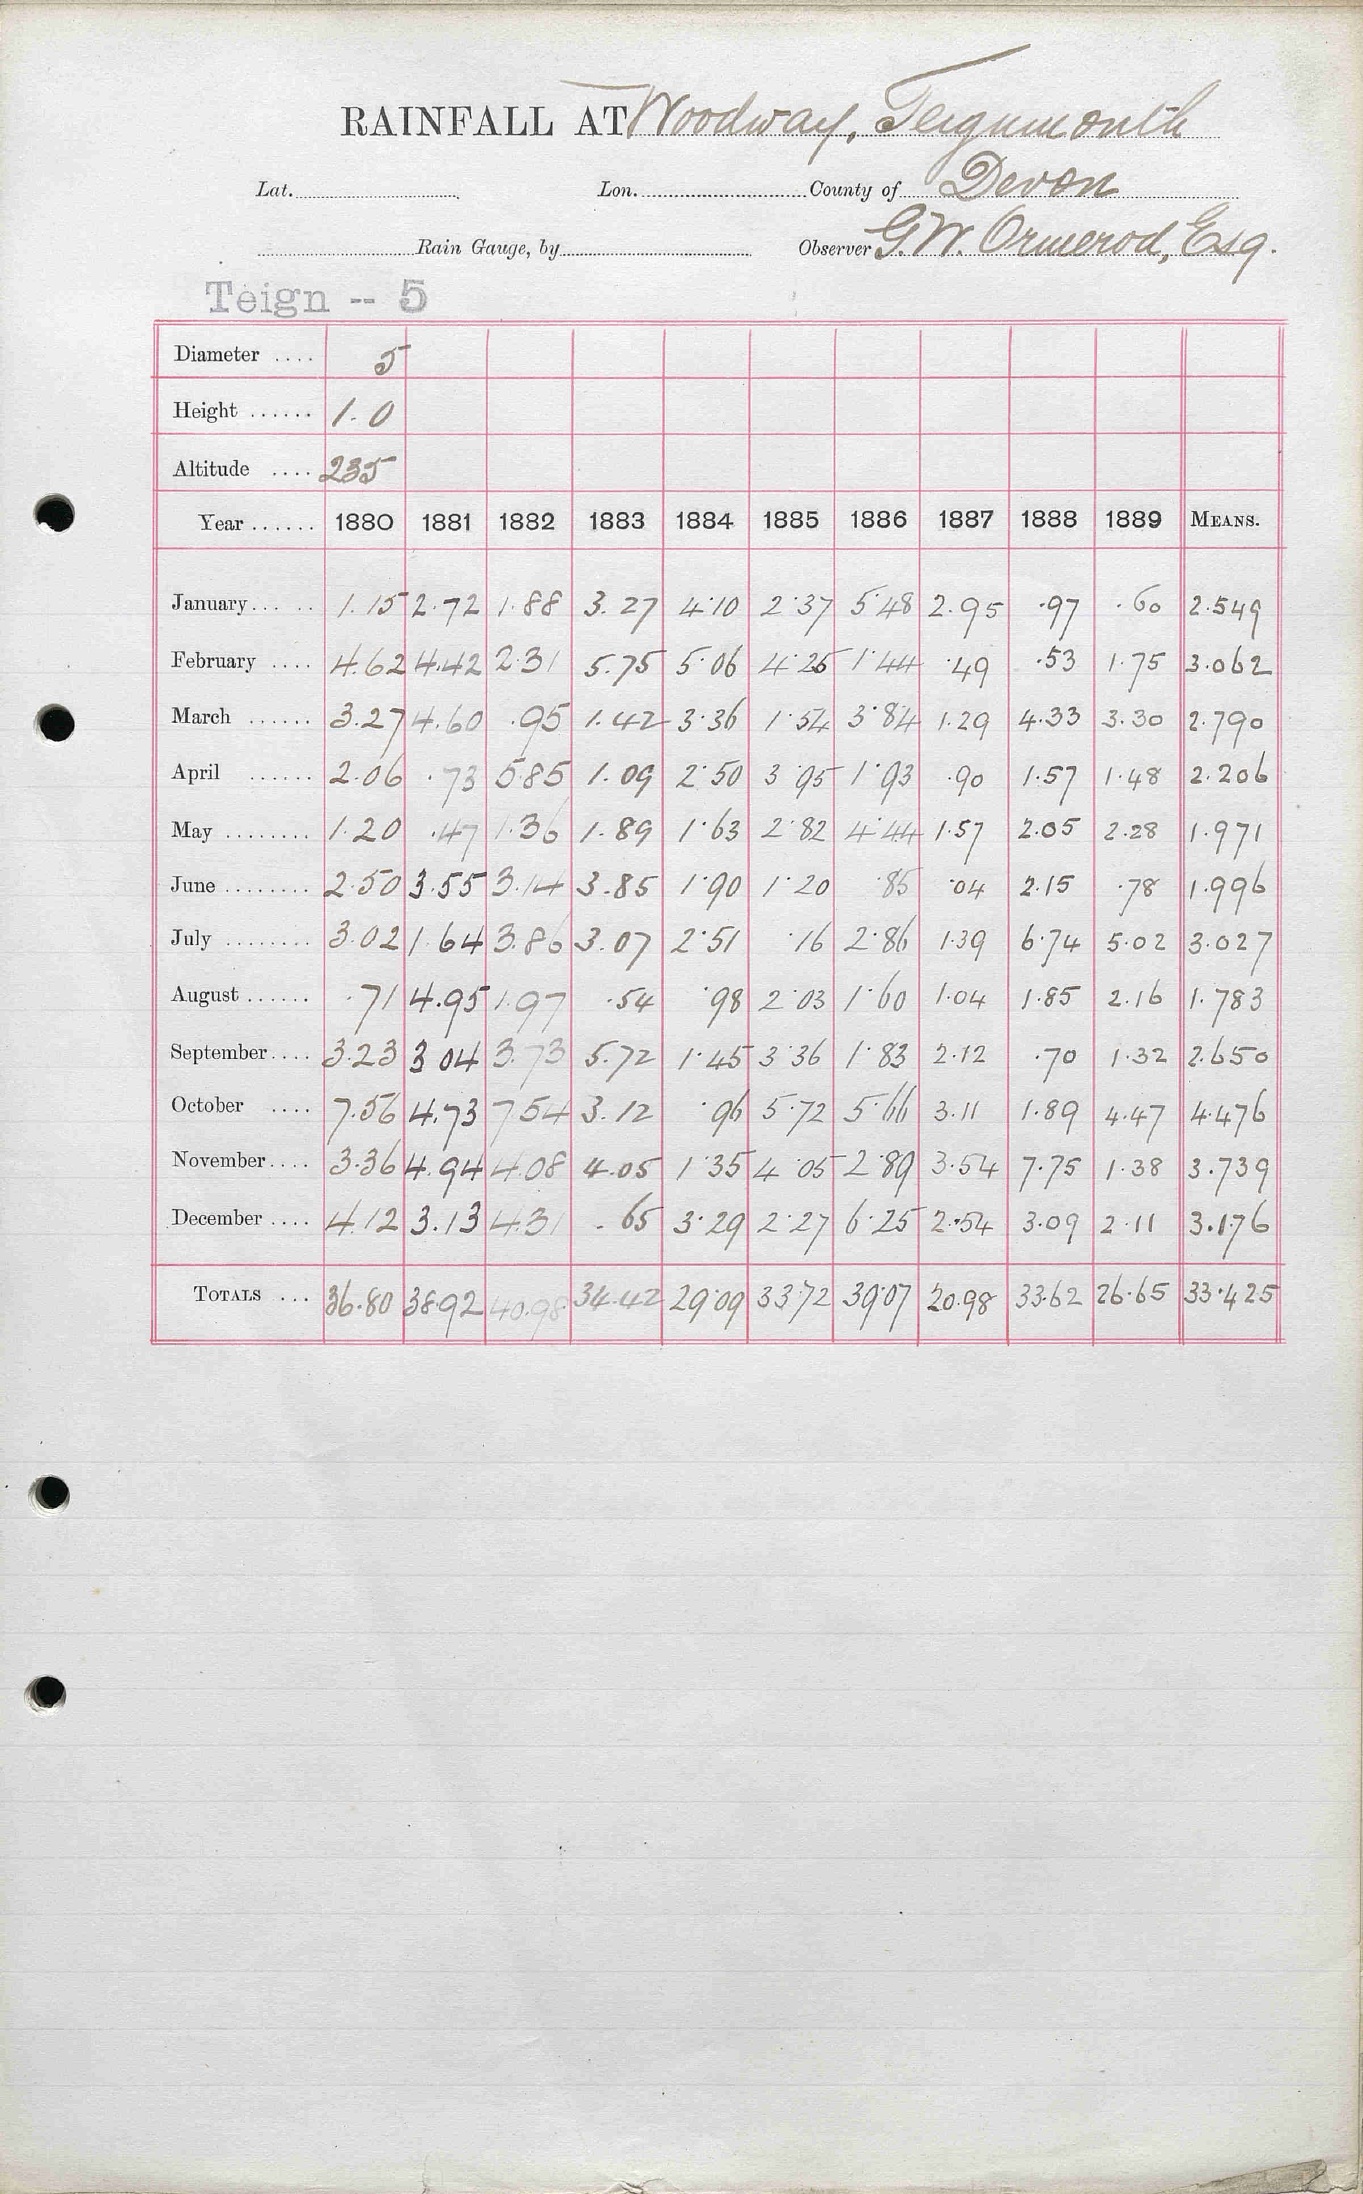 RAINFALL AT Woodway, Teignmouth
Lat. Lon. County of Devon
Rain Gauge, by Observer G.W. Ormerod, Esq.
Teign -- 5
Diameter .... 5
Height ...... 1.0
Altitude .... 235
Year ...... 1880 1881 1882 1883 1884 1885 1886 1887 1888 1889 MEANS.
January... .. 1.15 2.72 1.88 3.27 4.10 2.37 5.48 2.95 .97 .60 2.549
February .... 4.62 4.42 2.31 5.75 5.06 4.25 1.44 .49 .53 1.75 3.062
March ...... 3.27 4.60 .95 1.42 3.36 1.54 3.84 1.29 4.33 3.30 2.790
April ...... 2.06 .73 5.85 1.09 2.50 3.95 1.93 .90 1.57 1.48 2.206
May ........ 1.20 .47 1.36 1.89 1.63 2.82 4.44 1.57 2.05 2.28 1.971
June ........ 2.50 3.55 3.14 3.85 1.90 1.20 .85 .04 2.15 .78 1.996
July ........ 3.02 1.64 3.86 3.07 2.51 .16 2.86 1.39 6.74 5.02 3.027
August ...... .71 4.95 1.97 .54 .98 2.03 1.60 1.04 1.85 2.16 1.783
September.... 3.23 3.04 3.73 5.72 1.45 3.36 1.83 2.12 .70 1.32 2.650
October .... 7.56 4.73 7.54 3.12 .96 5.72 5.66 3.11 1.89 4.47 4.476
November.... 3.36 4.94 4.08 4.05 1.35 4.05 2.89 3.54 7.75 1.38 3.739
December .... 4.12 3.13 4.31 .65 3.29 2.27 6.25 2.54 3.09 2.11 3.176
TOTALS ... 36.80 38.92 40.98 34.42 29.09 33.72 39.07 20.98 33.62 26.65 33.425